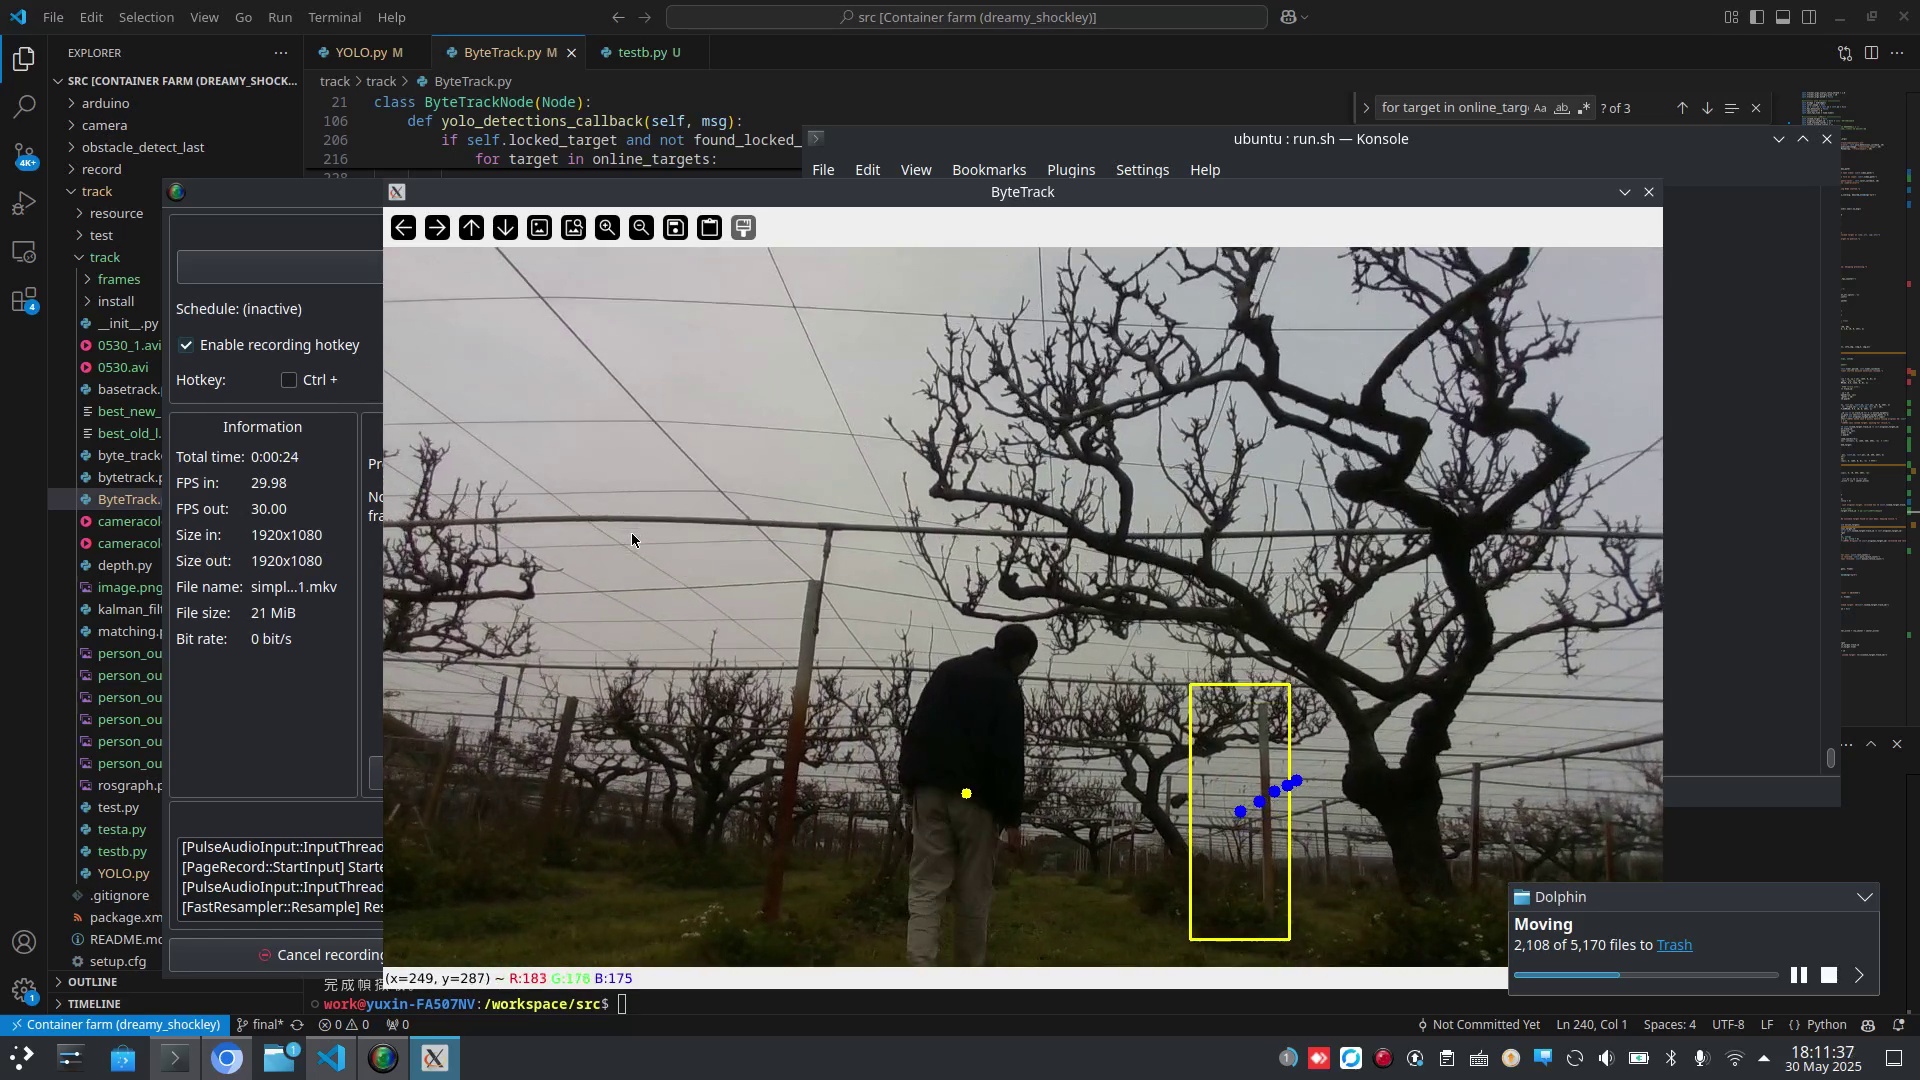 File Edit Selection View Go Run Terminal Help
src [Container farm (dreamy_shockley)]
EXPLORER
SRC [CONTAINER FARM (DREAMY_SHOCK...
arduino
camera
obstacle_detect_last
record
track
resource
test
track
frames
install
__init__.py
0530_1.avi
0530.avi
basetrack.
best_new_
best_old_l.
byte_track
bytetrack.p
ByteTrack.
cameracol
cameracol
depth.py
image.png
kalman_filt
matching.p
person_ou
person_ou
person_ou
person_ou
person_ou
person_ou
rosgraph.p
test.py
testa.py
testb.py
YOLO.py
.gitignore
package.xm
README.md
setup.cfg
OUTLINE
TIMELINE
YOLO.py M
ByteTrack.py M
testb.py U
track > track > ByteTrack.py
21 class ByteTrackNode(Node):
106 def yolo_detections_callback(self, msg):
206 if self.locked_target and not found_locked_
216 for target in online_targets:
for target in online_targ
Aa ab .*
? of 3
ubuntu : run.sh — Konsole
File Edit View Bookmarks Plugins Settings Help
ByteTrack
Schedule: (inactive)
Enable recording hotkey
Hotkey: Ctrl +
Information
Total time: 0:00:24
FPS in: 29.98
FPS out: 30.00
Size in: 1920x1080
Size out: 1920x1080
File name: simpl...1.mkv
File size: 21 MiB
Bit rate: 0 bit/s
Pr
No
fra
[PulseAudioInput::InputThread
[PageRecord::StartInput] Starte
[PulseAudioInput::InputThread
[FastResampler::Resample] Res
Cancel recording
(x=249, y=287) ~ R:183 G:178 B:175
work@yuxin-FA507NV:/workspace/src$
Dolphin
Moving
2,108 of 5,170 files to Trash
Container farm (dreamy_shockley)
final*
0 0
0
Not Committed Yet
Ln 240, Col 1
Spaces: 4
UTF-8
LF
Python
4K+
4
1
1
1
18:11:37
30 May 2025